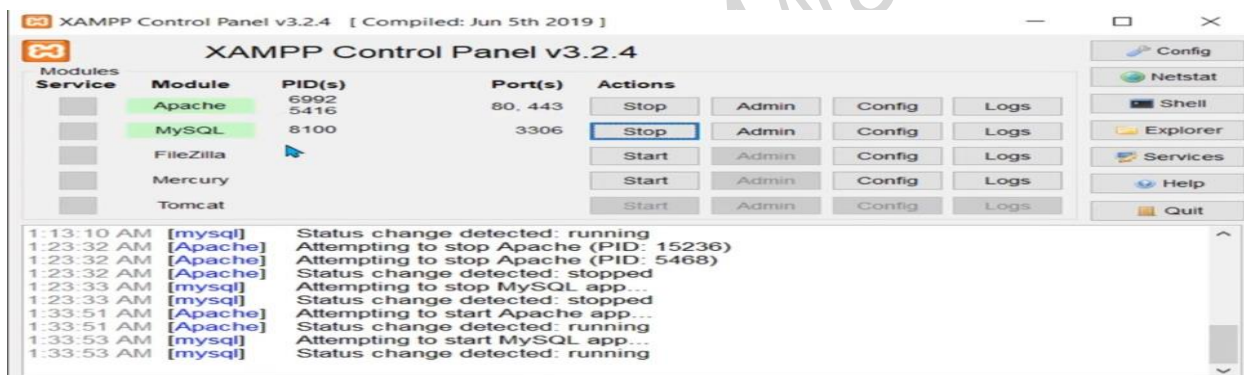 XAMPP Control Panel v3.2.4 [ Compiled: Jun 5th 2019 ]
XAMPP Control Panel v3.2.4
Config
Modules
Service Module PID(s) Port(s) Actions
Netstat
Apache 6992 5416 80, 443 Stop Admin Config Logs
Shell
MySQL 8100 3306 Stop Admin Config Logs
Explorer
FileZilla Start Admin Config Logs
Services
Mercury Start Admin Config Logs
Help
Tomcat Start Admin Config Logs
Quit
1:13:10 AM [mysql] Status change detected: running
1:23:32 AM [Apache] Attempting to stop Apache (PID: 15236)
1:23:32 AM [Apache] Attempting to stop Apache (PID: 5468)
1:23:32 AM [Apache] Status change detected: stopped
1:23:33 AM [mysql] Attempting to stop MySQL app...
1:23:33 AM [mysql] Status change detected: stopped
1:33:51 AM [Apache] Attempting to start Apache app...
1:33:51 AM [Apache] Status change detected: running
1:33:53 AM [mysql] Attempting to start MySQL app...
1:33:53 AM [mysql] Status change detected: running